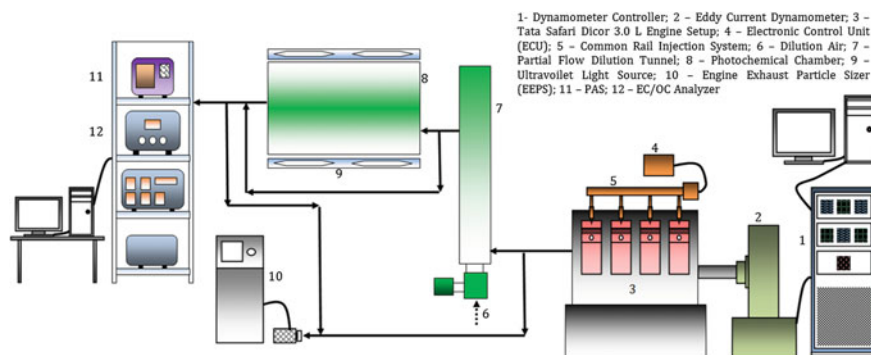 1- Dynamometer Controller; 2 – Eddy Current Dynamometer; 3 –
Tata Safari Dicor 3.0 L Engine Setup; 4 – Electronic Control Unit
(ECU); 5 – Common Rail Injection System; 6 – Dilution Air; 7 –
Partial Flow Dilution Tunnel; 8 – Photochemical Chamber; 9 –
Ultravoilet Light Source; 10 – Engine Exhaust Particle Sizer
(EEPS); 11 – PAS; 12 – EC/OC Analyzer
11
8
7
12
4
5
9
2
1
10
3
6